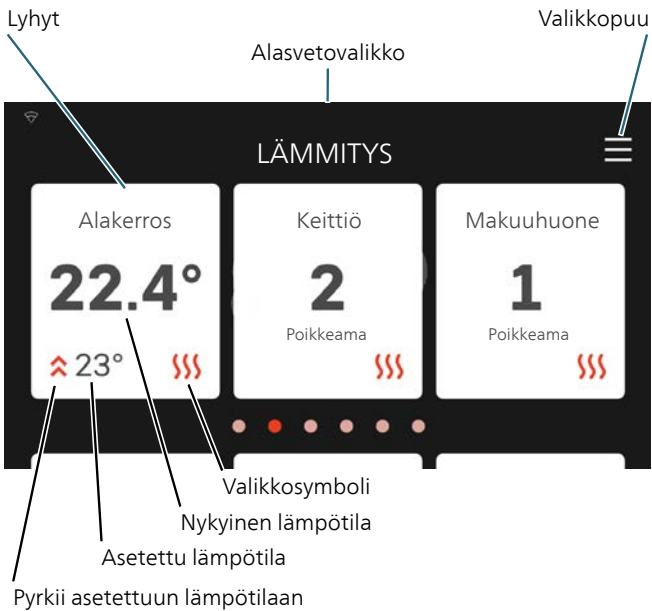 Lyhyt
Valikkopuu
Alasvetovalikko
LÄMMITYS
Alakerros
Keittiö
Makuuhuone
22.4°
2
1
Poikkeama
Poikkeama
23°
Valikkosymboli
Nykyinen lämpötila
Asetettu lämpötila
Pyrkii asetettuun lämpötilaan